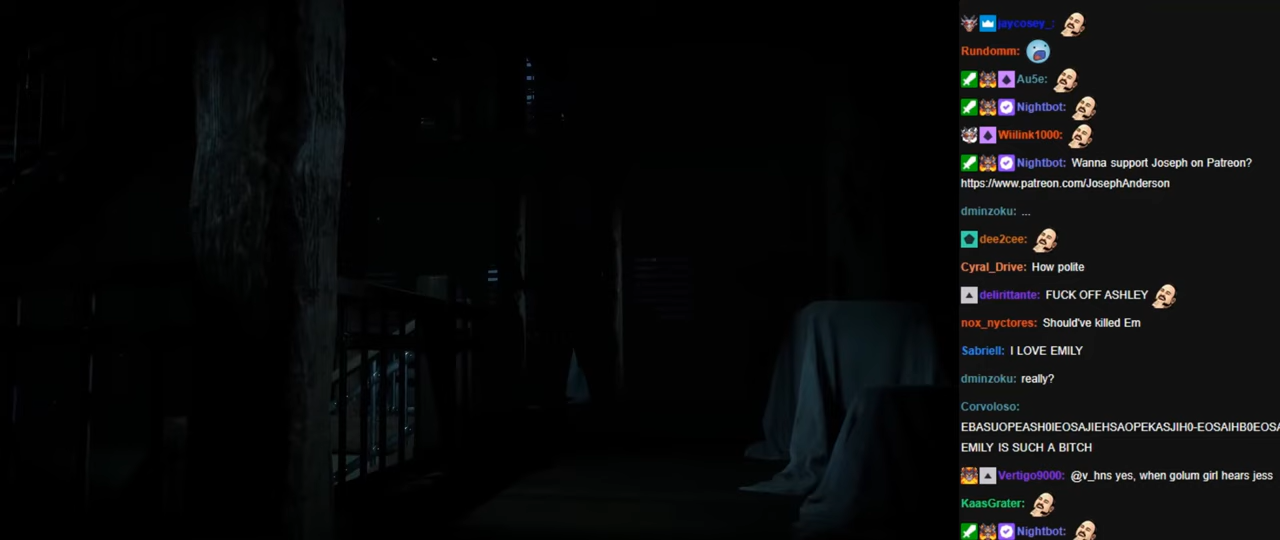 jaycosey_:
Rundomm:
Au5e:
Nightbot:
Wiilink1000:
Nightbot: Wanna support Joseph on Patreon?
https://www.patreon.com/JosephAnderson
dminzoku: ...
dee2cee:
Cyral_Drive: How polite
delirittante: FUCK OFF ASHLEY
nox_nyctores: Should've killed Em
Sabriell: I LOVE EMILY
dminzoku: really?
Corvoloso:
EBASUOPEASH0IEOSAJIEHSAOPEKASJIH0-EOSAIHB0EOSA
EMILY IS SUCH A BITCH
Vertigo9000: @v_hns yes, when golum girl hears jess
KaasGrater:
Nightbot: